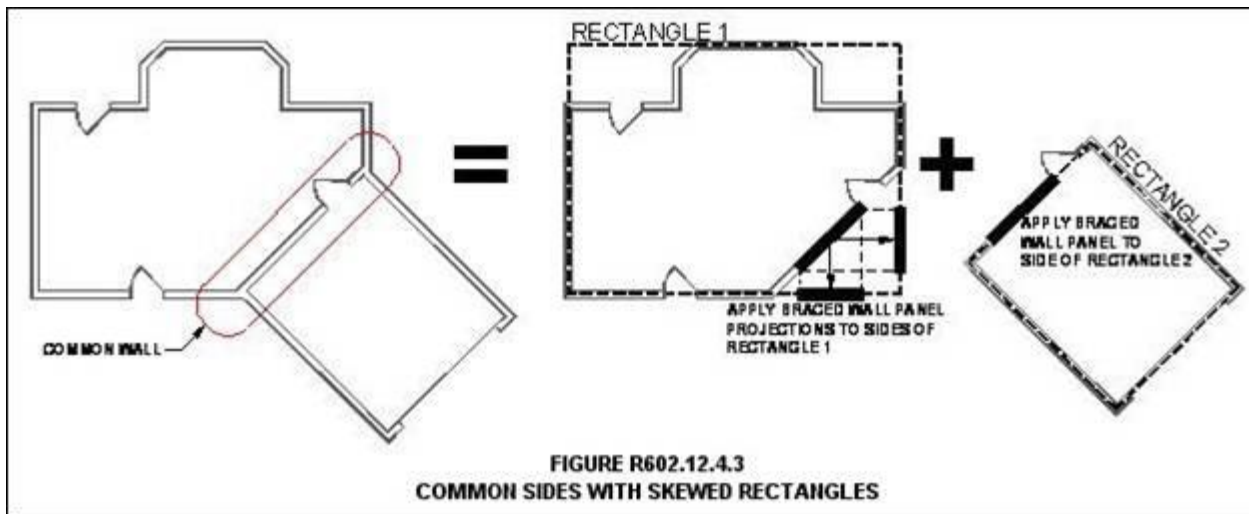 RECTANGLE 1
RECTANGLE 2
APPLY BRACED
WALL PANEL TO
SIDE OF RECTANGLE 2
APPLY BRACED WALL PANEL
PROJECTIONS TO SIDES OF
RECTANGLE 1
COMMON WALL
FIGURE R602.12.4.3
COMMON SIDES WITH SKEWED RECTANGLES